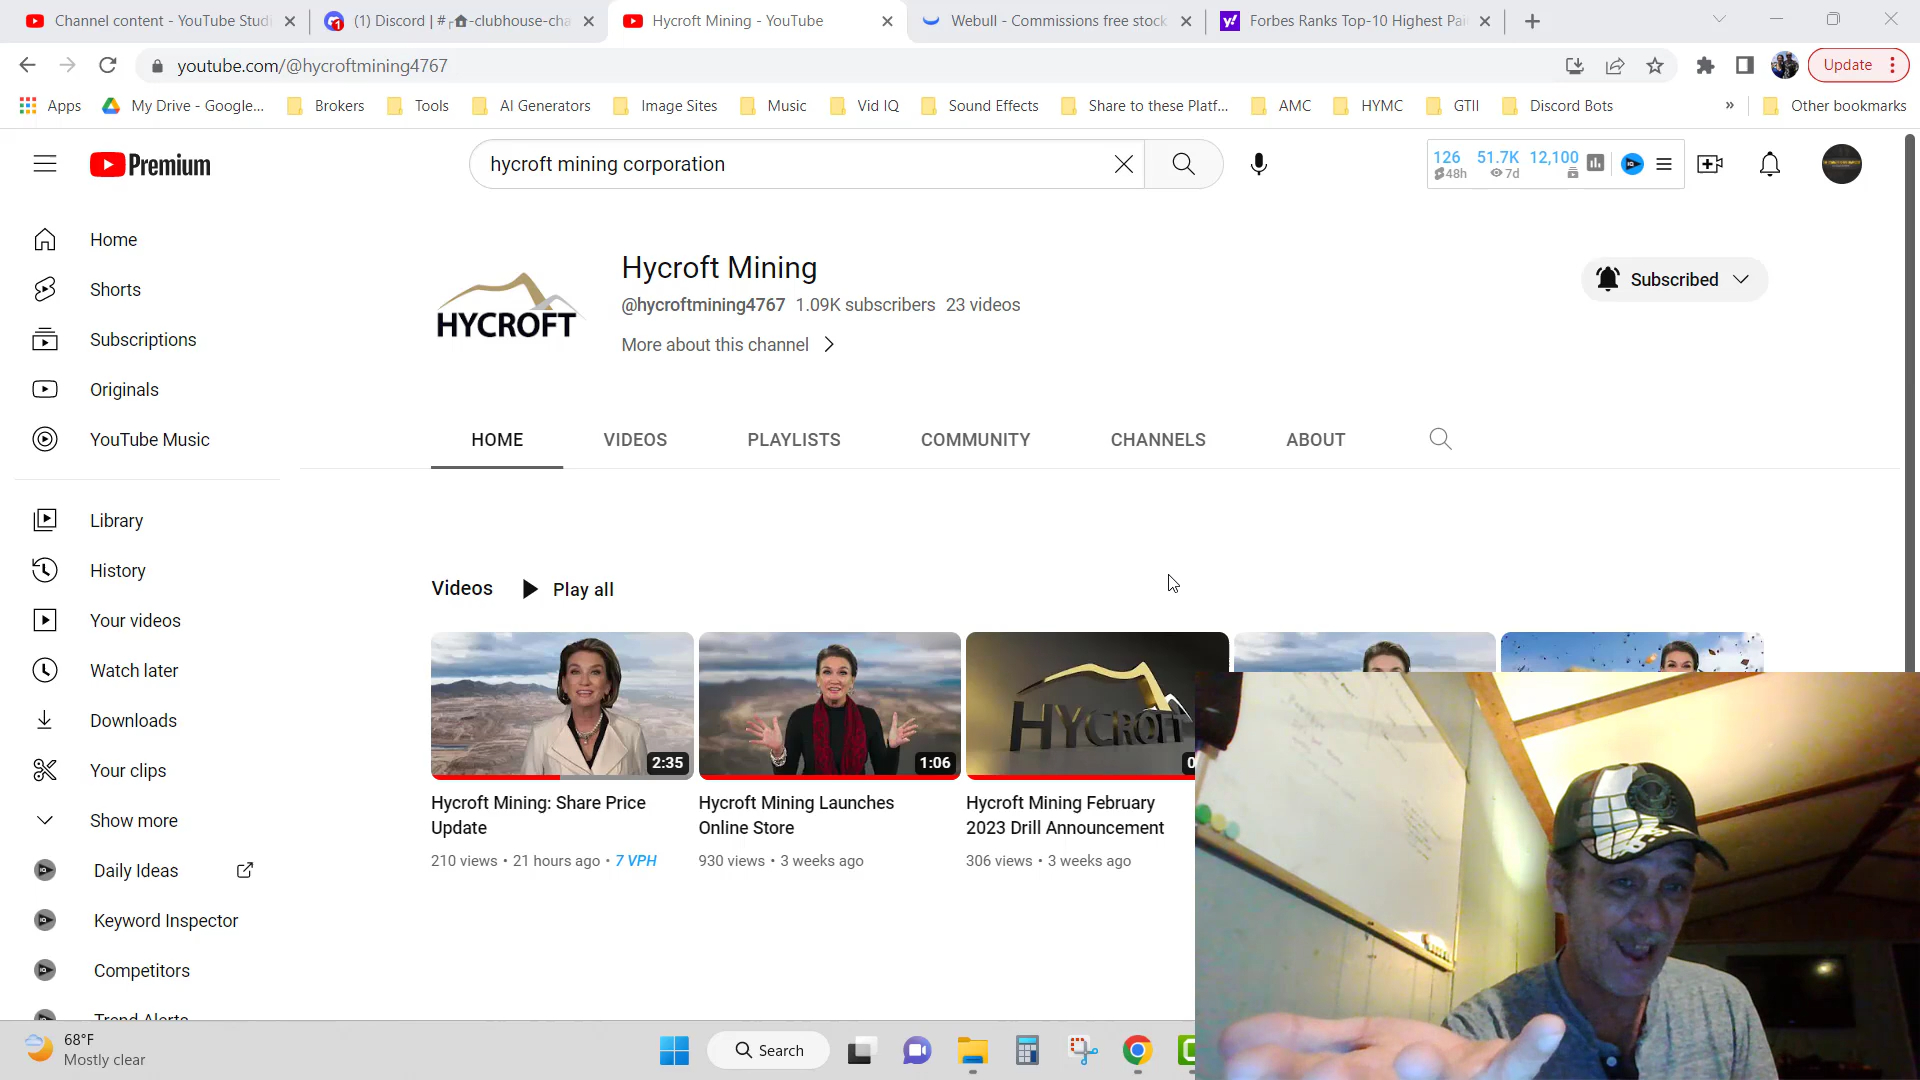 Channel content - YouTube Studi
(1) Discord | #┌🏠-clubhouse-cha
Hycroft Mining - YouTube
Webull - Commissions free stock
Forbes Ranks Top-10 Highest Pai
youtube.com/@hycroftmining4767
Update
Apps
My Drive - Google...
Brokers
Tools
AI Generators
Image Sites
Music
Vid IQ
Sound Effects
Share to these Platf...
AMC
HYMC
GTII
Discord Bots
»
Other bookmarks
Premium
hycroft mining corporation
126 51.7K 12,100
48h 7d
Home
Shorts
Subscriptions
Originals
YouTube Music
Library
History
Your videos
Watch later
Downloads
Your clips
Show more
Daily Ideas
Keyword Inspector
Competitors
Trend Alerts
HYCROFT
Hycroft Mining
@hycroftmining4767 1.09K subscribers 23 videos
More about this channel
Subscribed
HOME
VIDEOS
PLAYLISTS
COMMUNITY
CHANNELS
ABOUT
Videos
Play all
2:35
1:06
HYCROFT
0
Hycroft Mining: Share Price
Update
210 views • 21 hours ago • 7 VPH
Hycroft Mining Launches
Online Store
930 views • 3 weeks ago
Hycroft Mining February
2023 Drill Announcement
306 views • 3 weeks ago
68°F
Mostly clear
Search